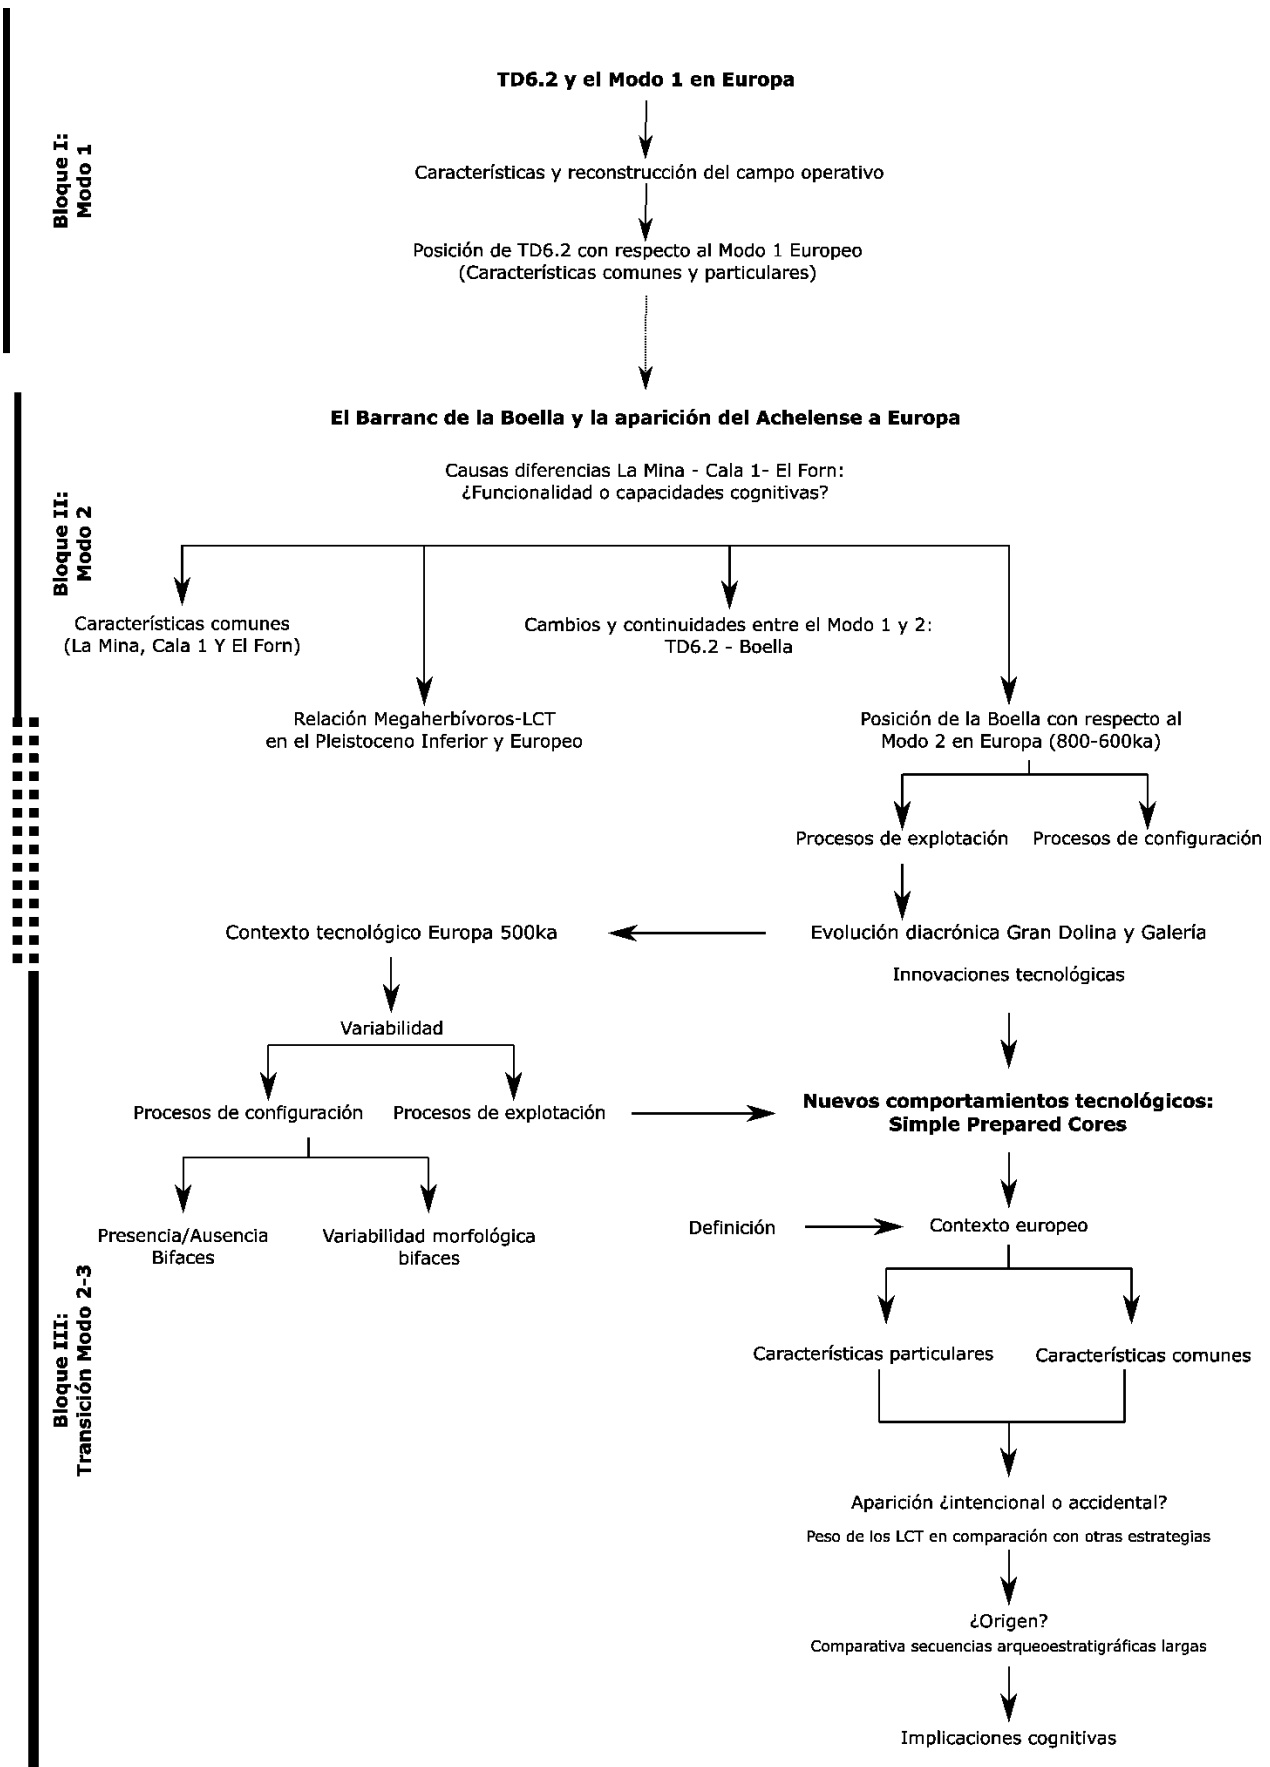 Bloque I:
Modo 1
TD6.2 y el Modo 1 en Europa
Características y reconstrucción del campo operativo
Posición de TD6.2 con respecto al Modo 1 Europeo
(Características comunes y particulares)
Bloque II:
Modo 2
El Barranc de la Boella y la aparición del Achelense a Europa
Causas diferencias La Mina - Cala 1- El Forn:
¿Funcionalidad o capacidades cognitivas?
Características comunes
(La Mina, Cala 1 Y El Forn)
Cambios y continuidades entre el Modo 1 y 2:
TD6.2 - Boella
Relación Megaherbívoros-LCT
en el Pleistoceno Inferior y Europeo
Posición de la Boella con respecto al
Modo 2 en Europa (800-600ka)
Procesos de explotación
Procesos de configuración
Contexto tecnológico Europa 500ka
Evolución diacrónica Gran Dolina y Galería
Innovaciones tecnológicas
Bloque III:
Transición Modo 2-3
Variabilidad
Procesos de configuración
Procesos de explotación
Nuevos comportamientos tecnológicos:
Simple Prepared Cores
Presencia/Ausencia
Bifaces
Variabilidad morfológica
bifaces
Definición
Contexto europeo
Características particulares
Características comunes
Aparición ¿intencional o accidental?
Peso de los LCT en comparación con otras estrategias
¿Origen?
Comparativa secuencias arqueoestratigráficas largas
Implicaciones cognitivas